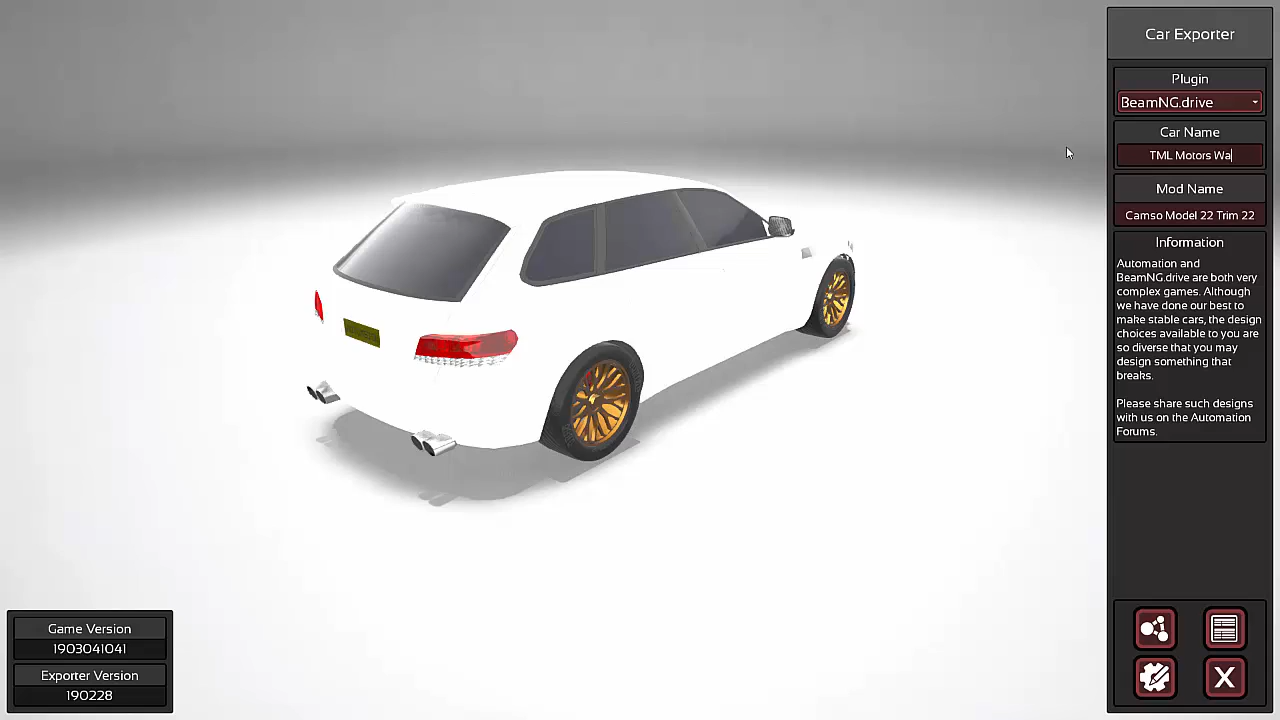 Car Exporter
Plugin
BeamNG.drive
Car Name
TML Motors Wa
Mod Name
Camso Model 22 Trim 22
Information
Automation and
BeamNG.drive are both very
complex games. Although
we have done our best to
make stable cars, the design
choices available to you are
so diverse that you may
design something that
breaks.
Please share such designs
with us on the Automation
Forums.
Game Version
1903041041
Exporter Version
190228